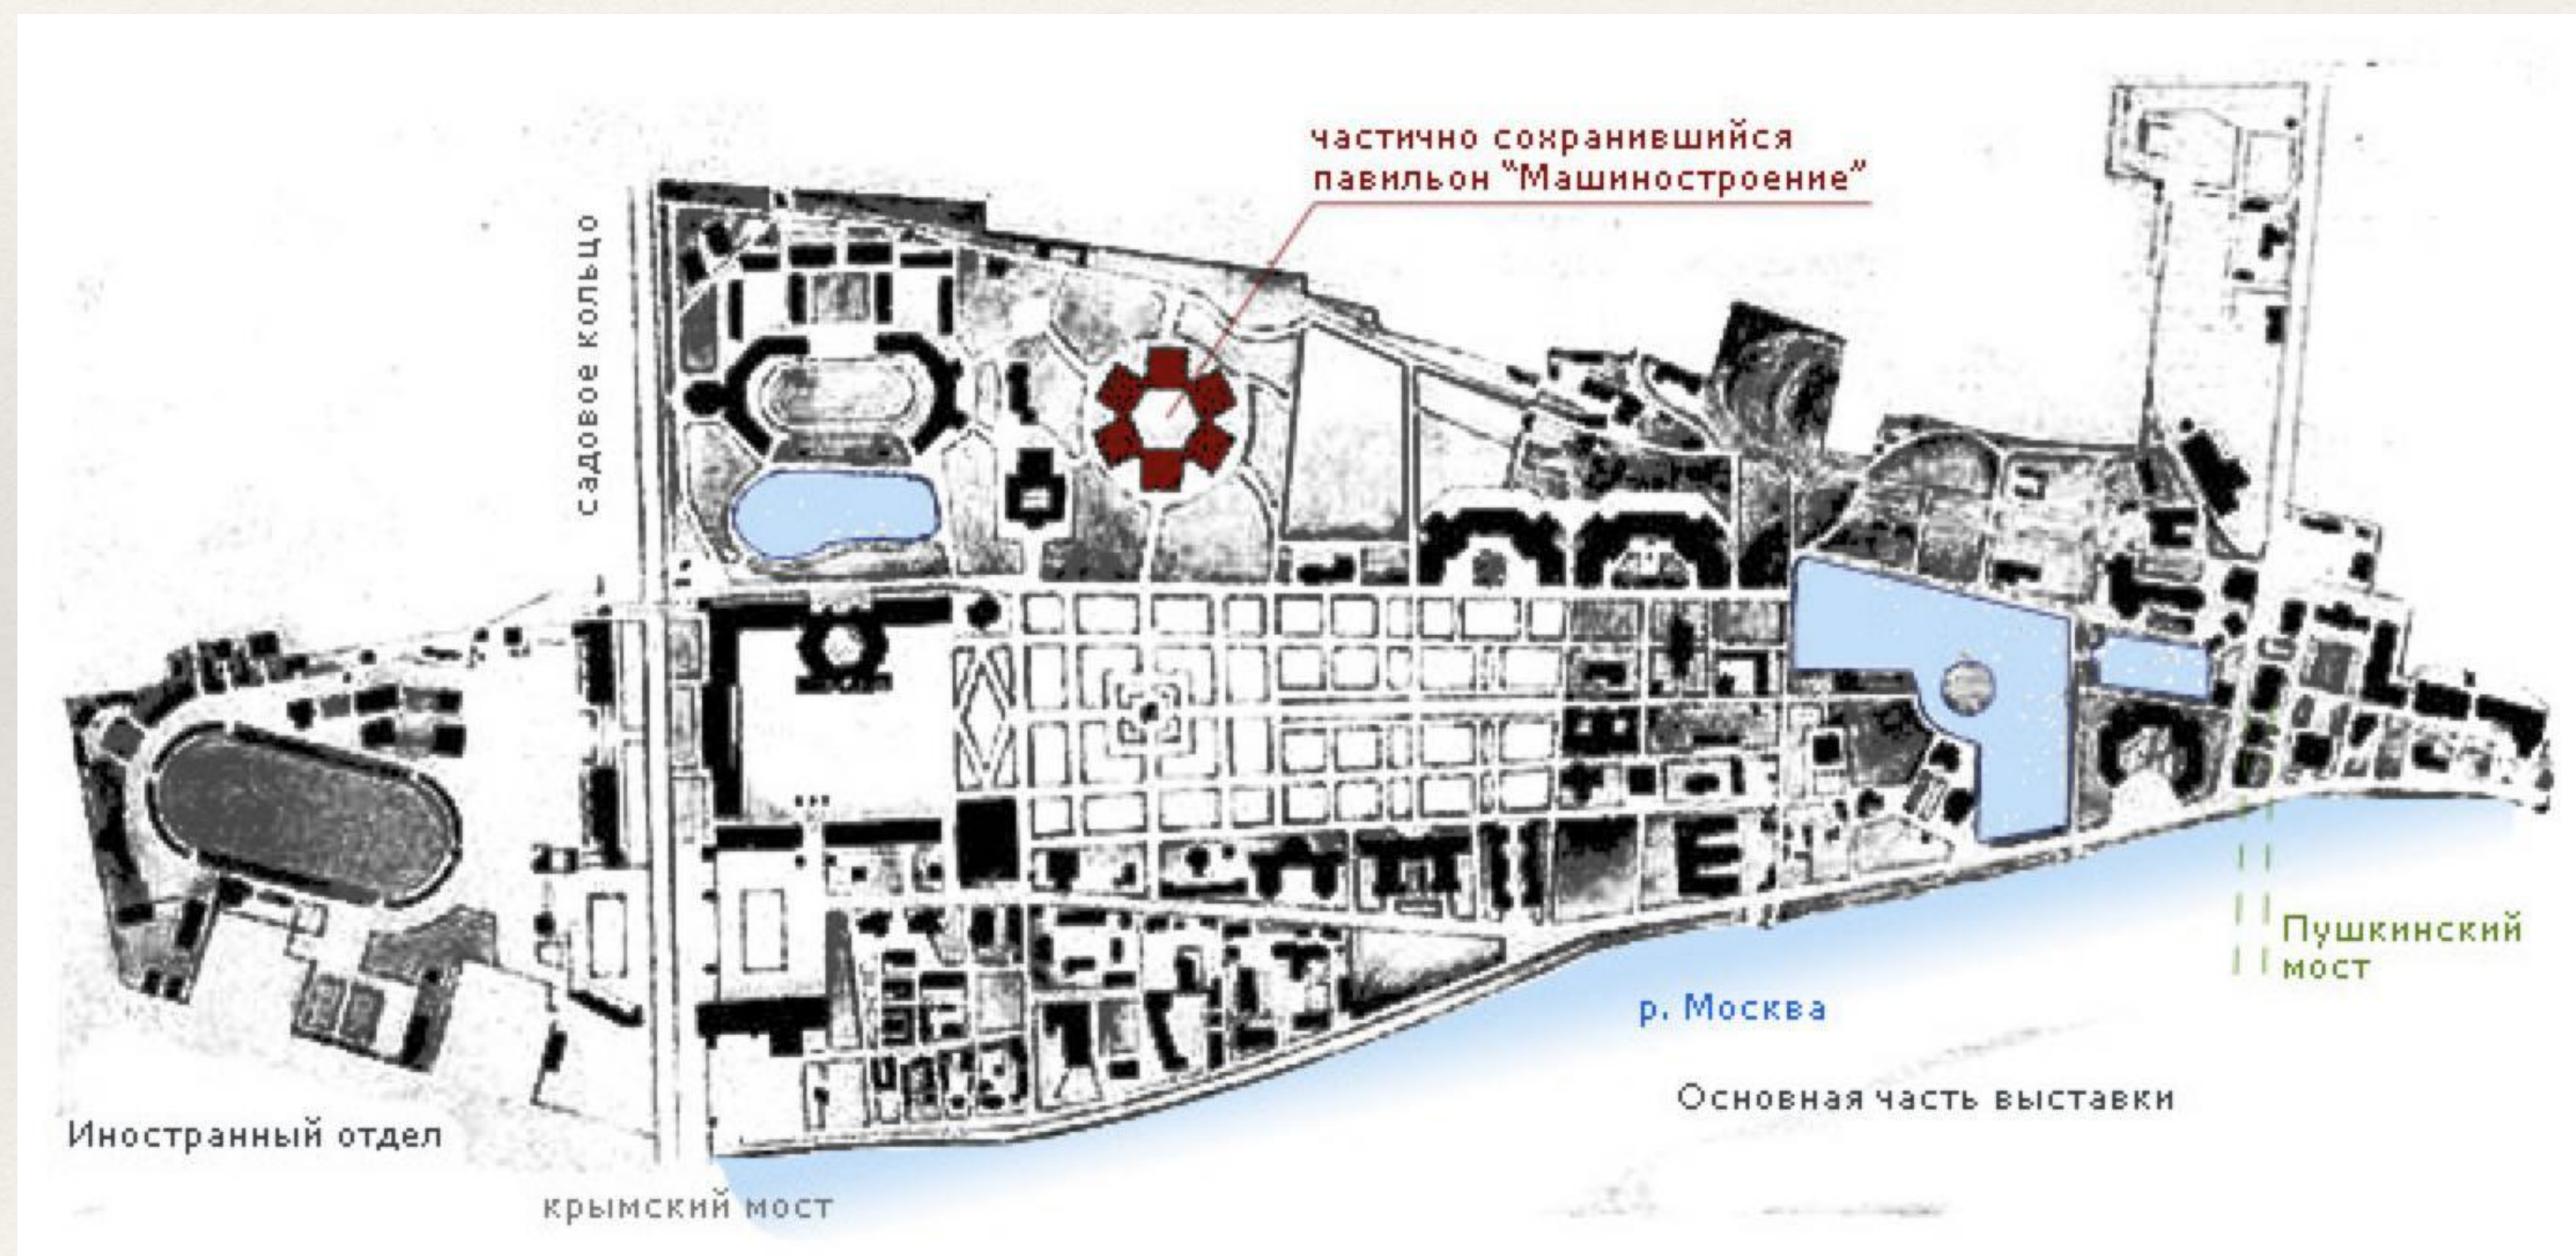 частично сохранившийся
павильон "Машиностроение"
садовое кольцо
Пушкинский
мост
р. Москва
Основная часть выставки
Иностранный отдел
крымский мост